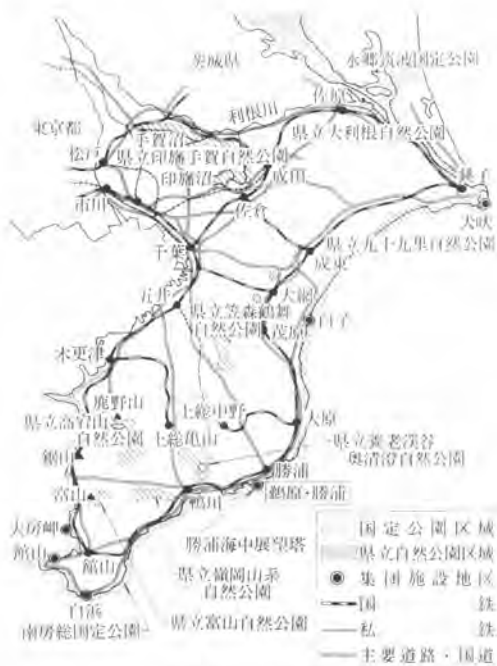 茨城県
水郷筑波国定公園
佐原
利根川
東京都
手賀沼
県立大利根自然公園
松戸
県立印旛手賀自然公園
銚子
印旛沼
成田
市川
佐倉
犬吠
千葉
県立九十九里自然公園
成東
五井
大網
県立笠森鶴舞
自然公園
茂原
白子
木更津
鹿野山
上総中野
大原
県立高宕山
自然公園
上総亀山
県立養老渓谷
奥清澄自然公園
鋸山
勝浦
富山
鴨川
鵜原・勝浦
大房岬
勝浦海中展望塔
館山
館山
県立嶺岡山系
自然公園
白浜
南房総国定公園
県立富山自然公園
国定公園区域
県立自然公園区域
集団施設地区
国鉄
私鉄
主要道路・国道